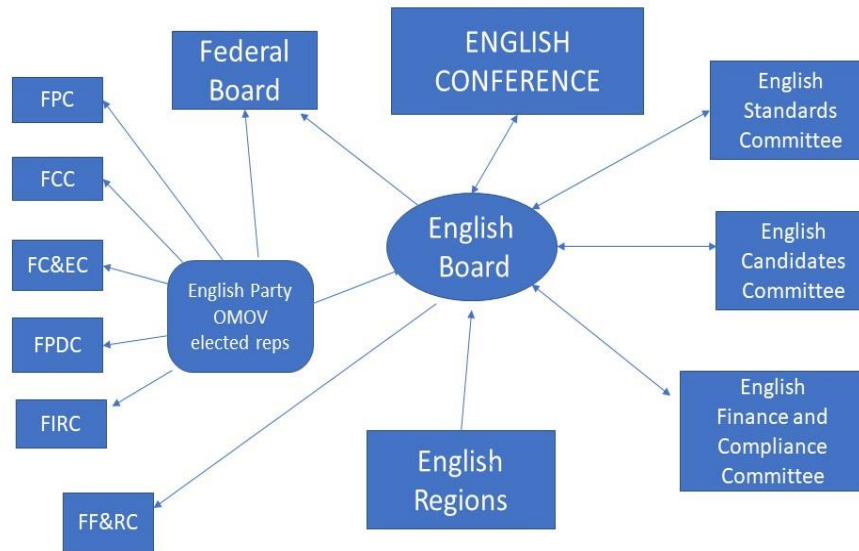 Federal
Board
ENGLISH
CONFERENCE
English
Standards
Committee
FPC
FCC
FC&EC
FPDC
FIRC
FF&RC
English Party
OMOV
elected reps
English
Board
English
Candidates
Committee
English
Regions
English
Finance and
Compliance
Committee